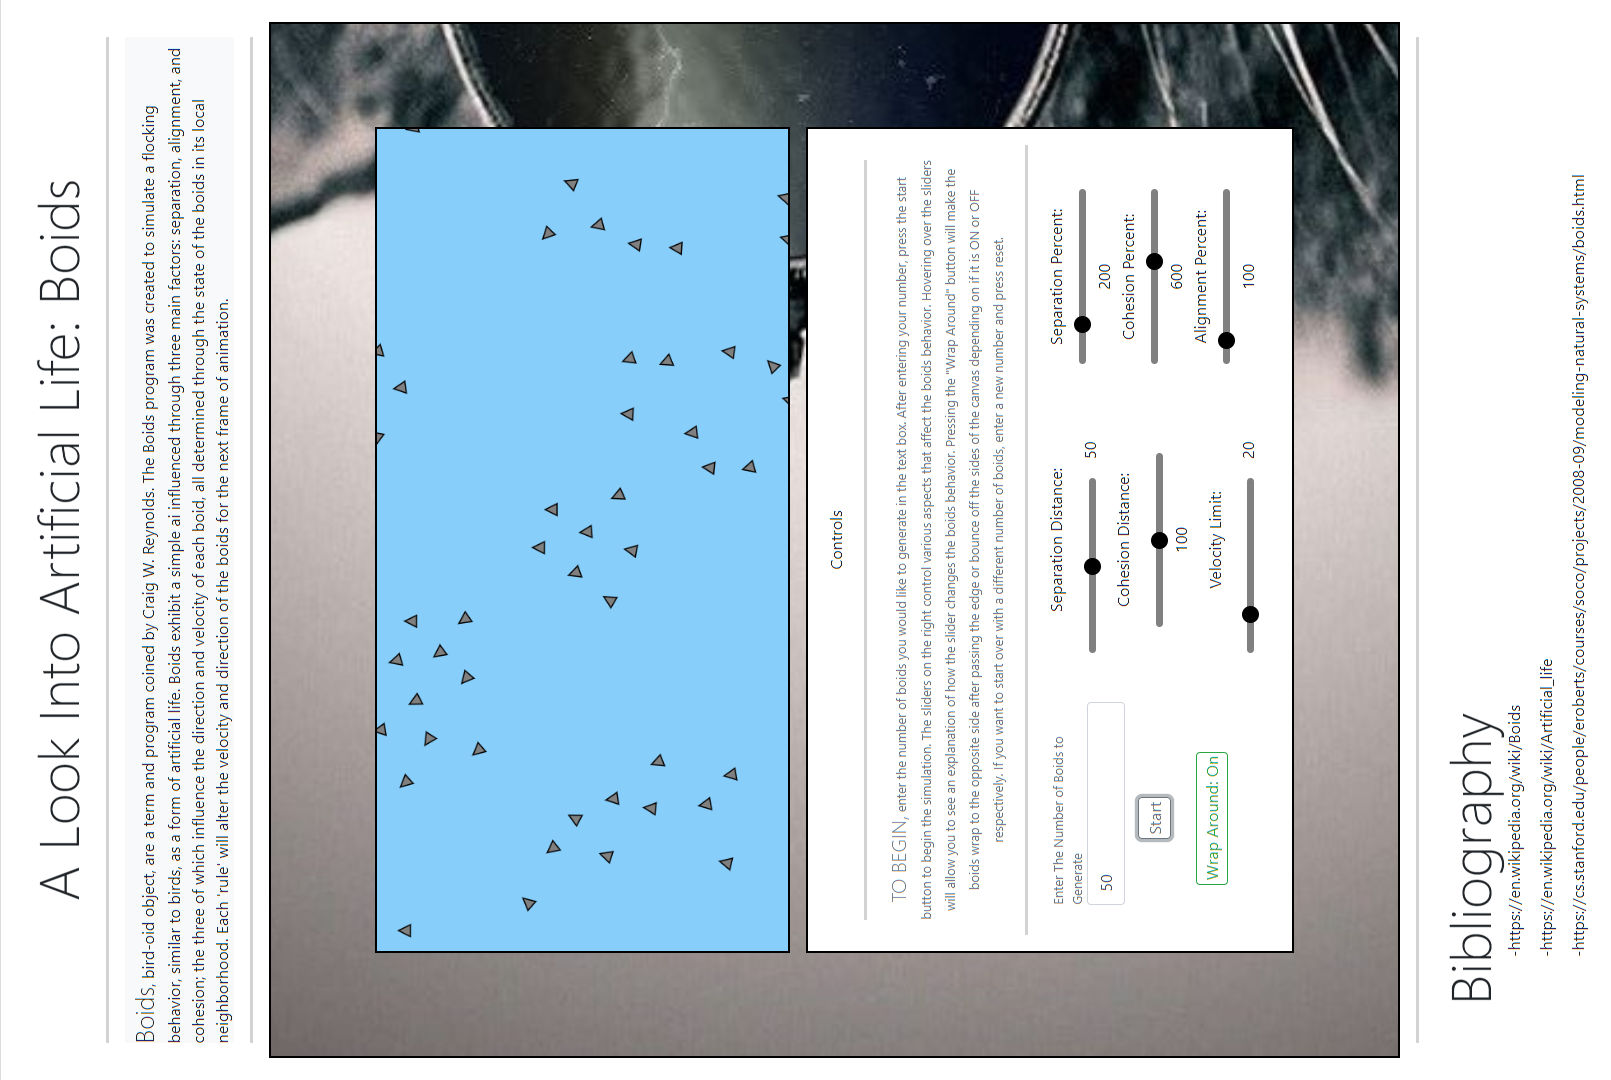 A Look Into Artificial Life: Boids
Boids, bird-oid object, are a term and program coined by Craig W. Reynolds. The Boids program was created to simulate a flocking
behavior, similar to birds, as a form of artificial life. Boids exhibit a simple ai influenced through three main factors: separation, alignment, and
cohesion; the three of which influence the direction and velocity of each boid, all determined through the state of the boids in its local
neighborhood. Each 'rule' will alter the velocity and direction of the boids for the next frame of animation.
Controls
TO BEGIN, enter the number of boids you would like to generate in the text box. After entering your number, press the start
button to begin the simulation. The sliders on the right control various aspects that affect the boids behavior. Hovering over the sliders
will allow you to see an explanation of how the slider changes the boids behavior. Pressing the "Wrap Around" button will make the
boids wrap to the opposite side after passing the edge or bounce off the sides of the canvas depending on if it is ON or OFF
respectively. If you want to start over with a different number of boids, enter a new number and press reset.
Enter The Number of Boids to
Generate
50
Start
Wrap Around: On
Separation Distance:
50
Cohesion Distance:
100
Velocity Limit:
20
Separation Percent:
200
Cohesion Percent:
600
Alignment Percent:
100
Bibliography
-https://en.wikipedia.org/wiki/Boids
-https://en.wikipedia.org/wiki/Artificial_life
-https://cs.stanford.edu/people/eroberts/courses/soco/projects/2008-09/modeling-natural-systems/boids.html